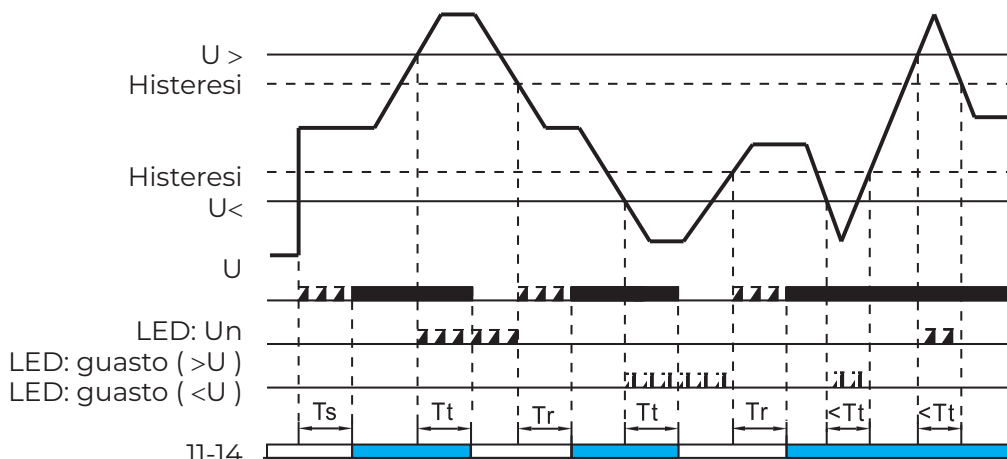 U >
Histeresi
Histeresi
U<
U
LED: Un
LED: guasto ( >U )
LED: guasto ( <U )
Ts
Tt
Tr
Tt
Tr
<Tt
<Tt
11-14